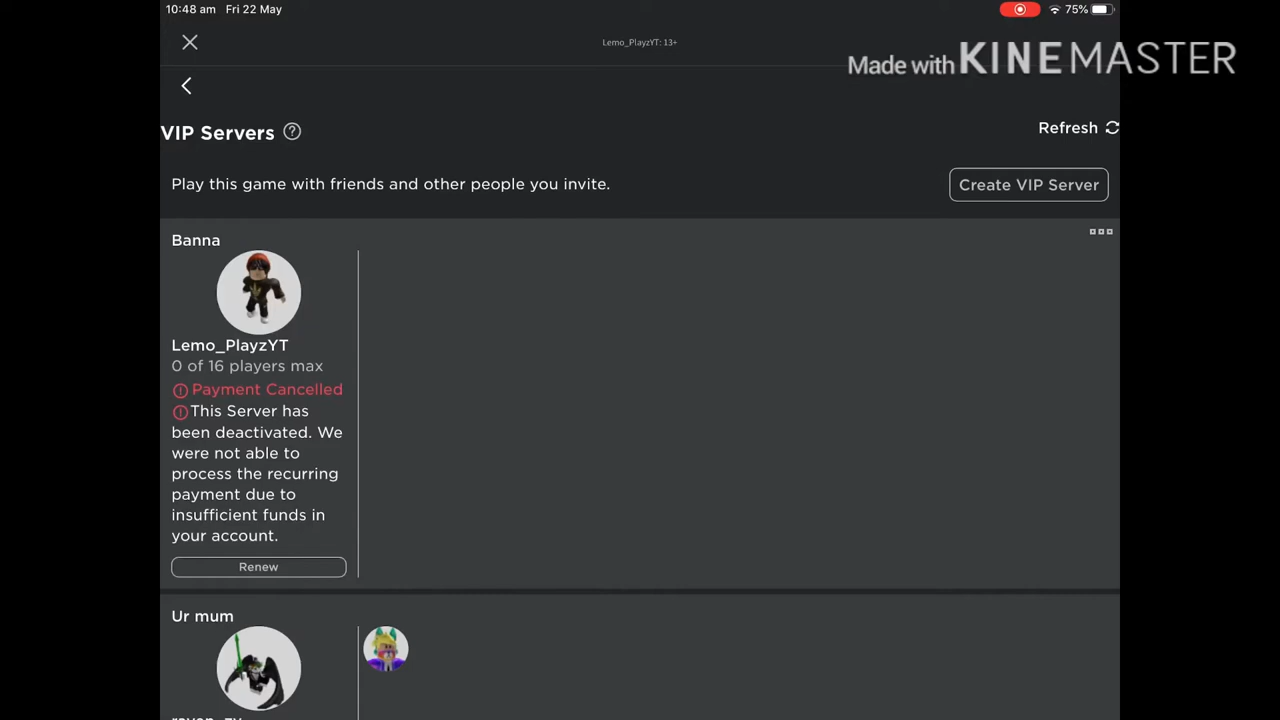 10:48 am Fri 22 May
75%
Lemo_PlayzYT: 13+
Made with KINEMASTER
VIP Servers
Refresh
Play this game with friends and other people you invite.
Create VIP Server
Banna
Lemo_PlayzYT
0 of 16 players max
Payment Cancelled
This Server has
been deactivated. We
were not able to
process the recurring
payment due to
insufficient funds in
your account.
Renew
Ur mum